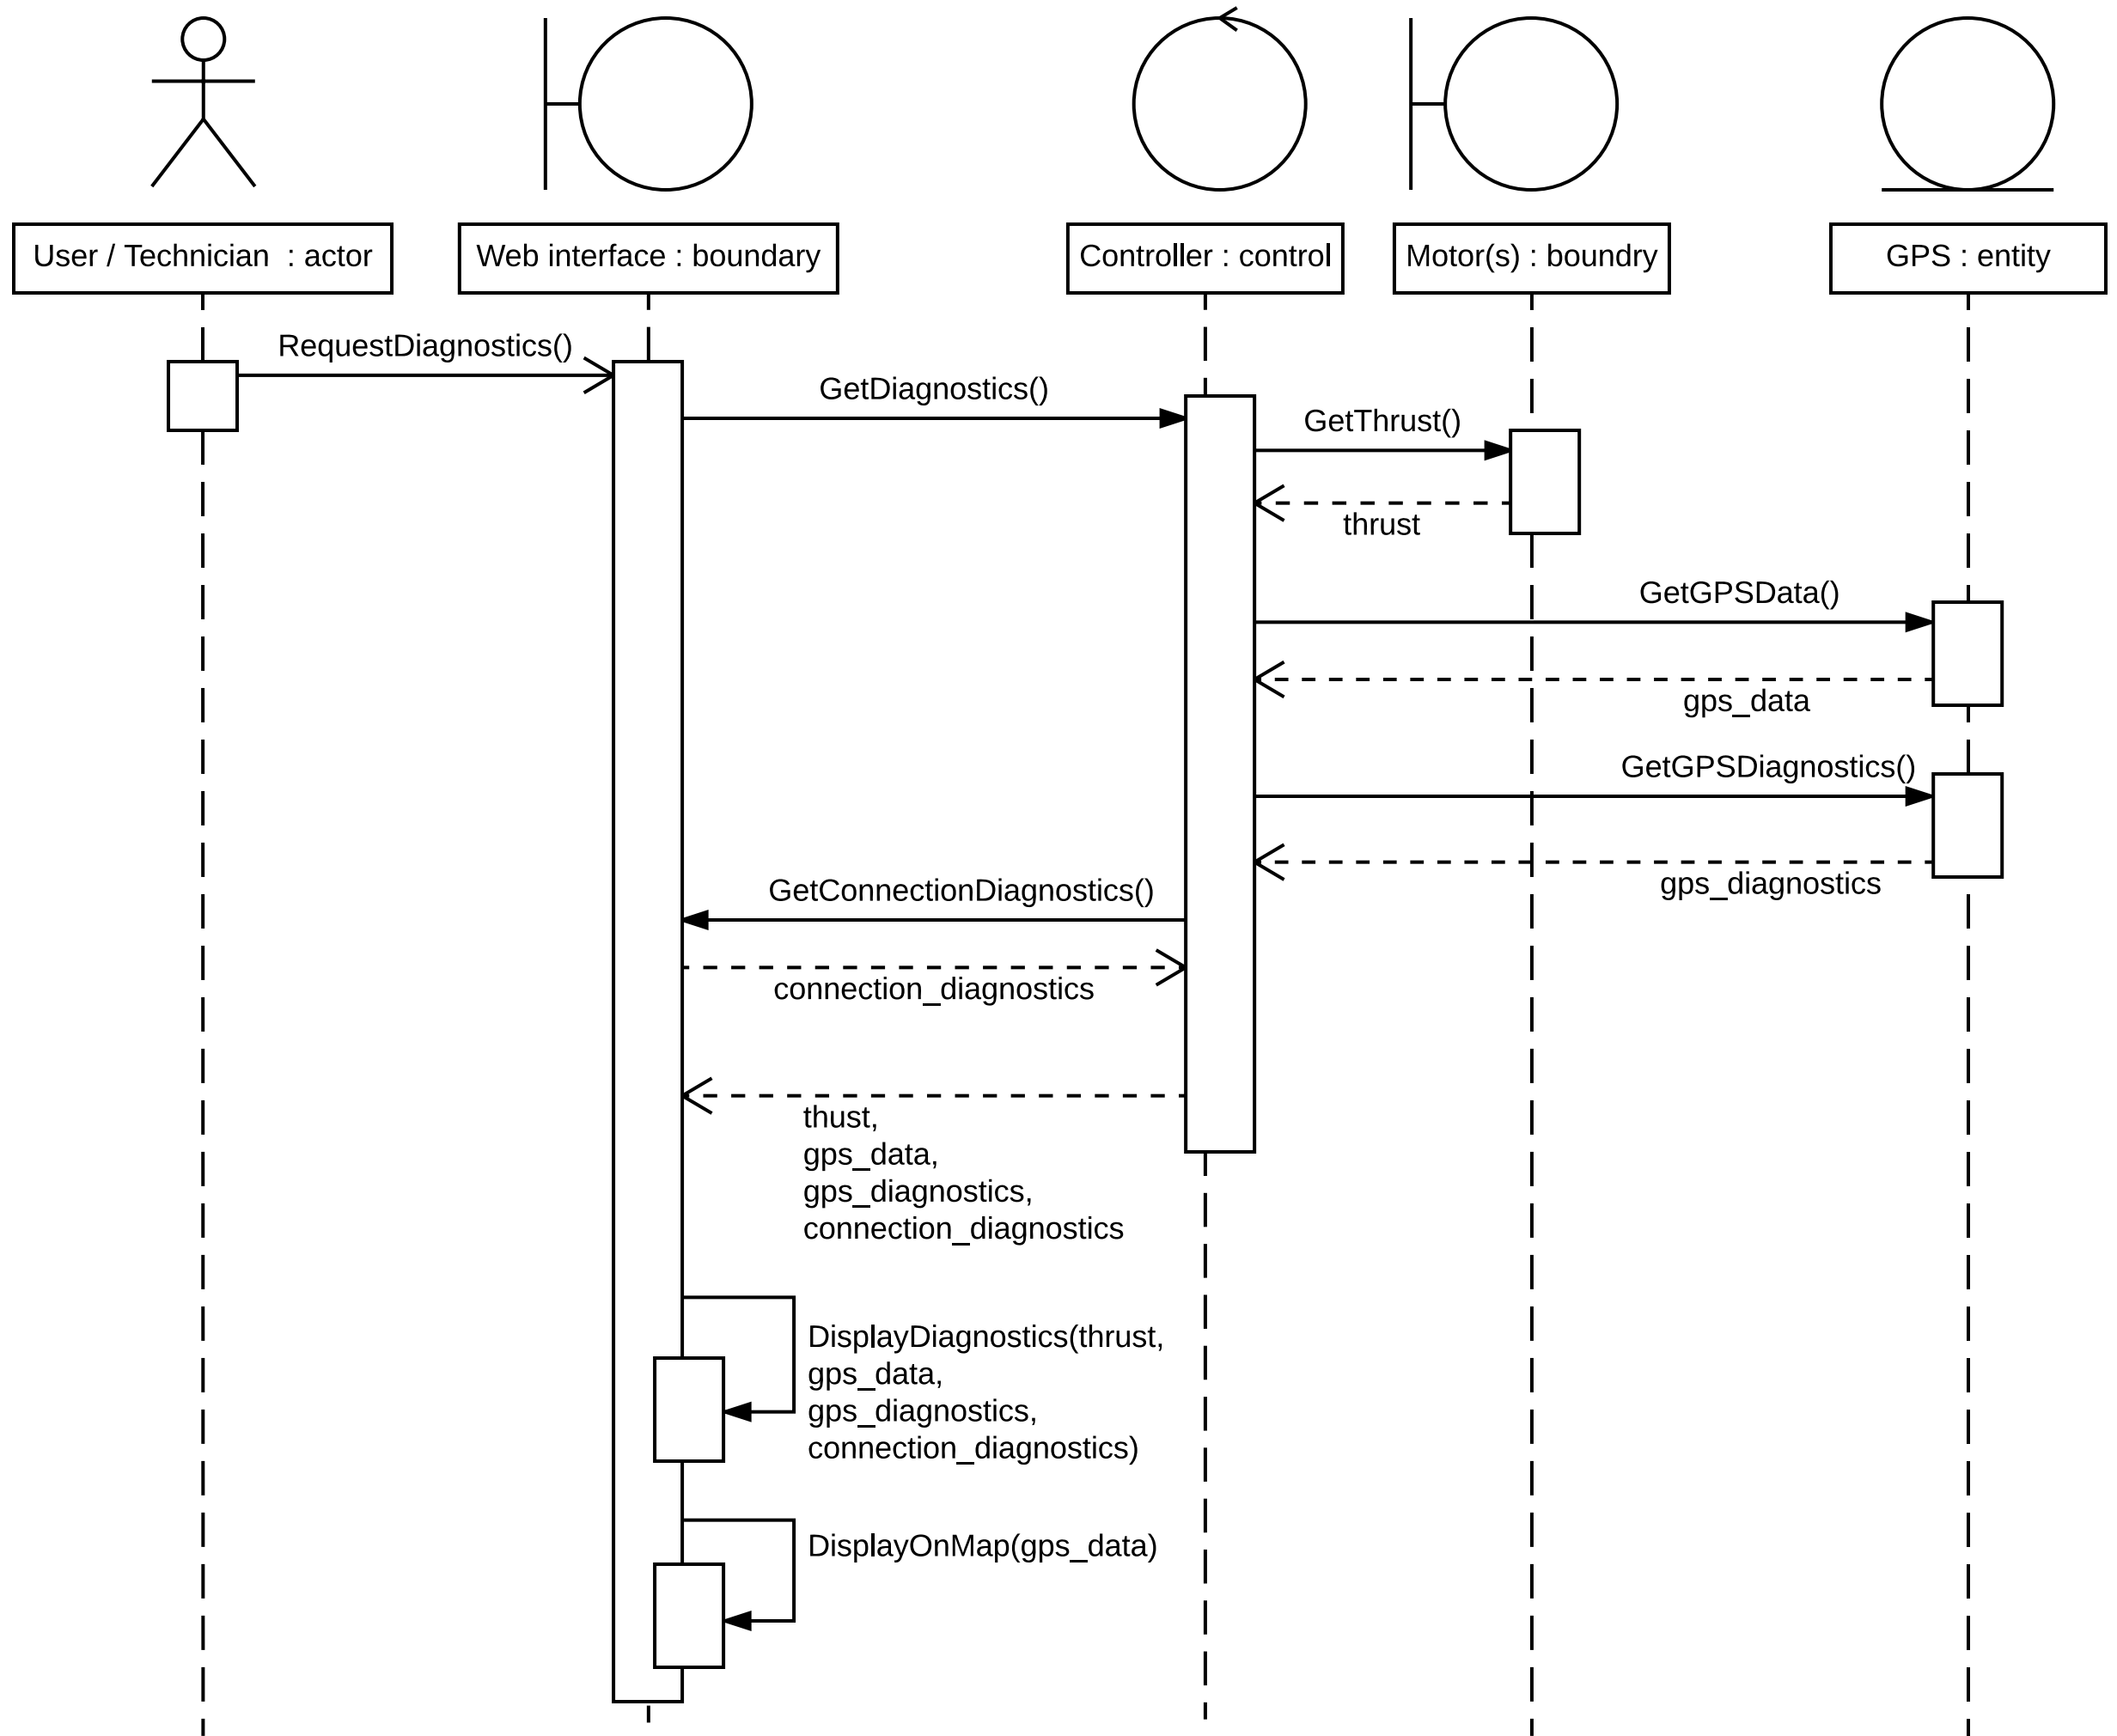 User / Technician  : actor
Web interface : boundary
Controller : control
Motor(s) : boundry
GPS : entity
RequestDiagnostics()
GetDiagnostics()
GetThrust()
thrust
GetGPSData()
gps_data
GetGPSDiagnostics()
gps_diagnostics
GetConnectionDiagnostics()
connection_diagnostics
thust,
gps_data,
gps_diagnostics,
connection_diagnostics
DisplayDiagnostics(thrust,
gps_data,
gps_diagnostics,
connection_diagnostics)
DisplayOnMap(gps_data)